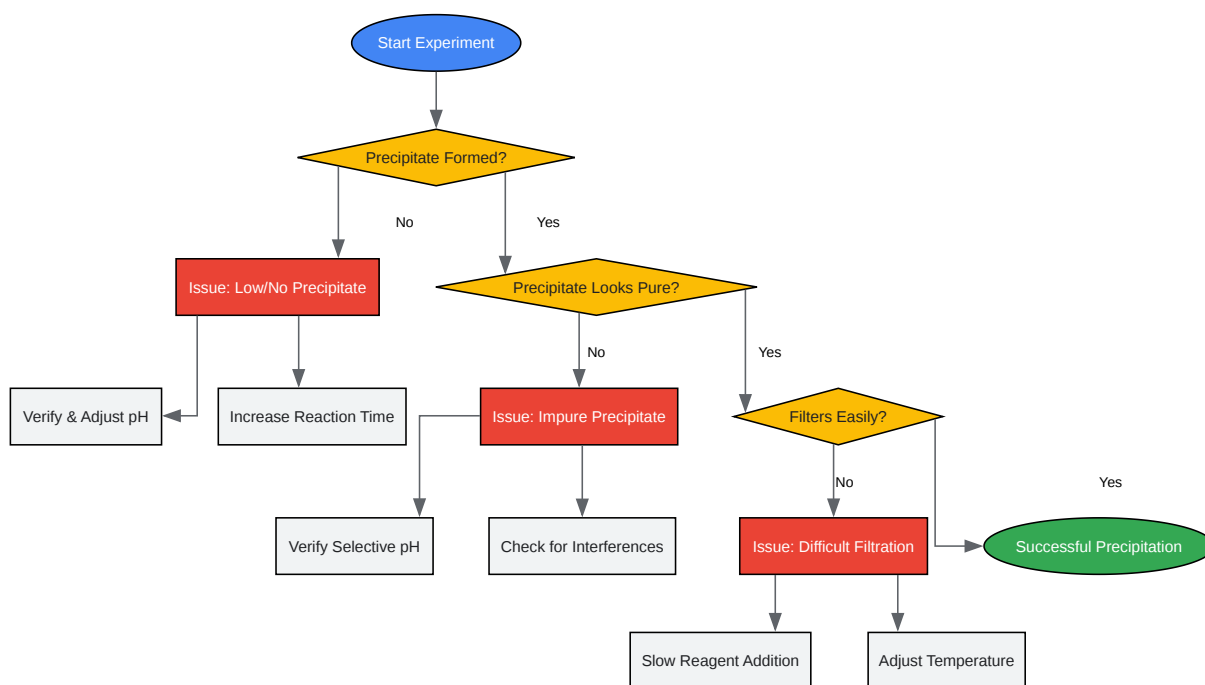 Start Experiment
Precipitate Formed?
No
Yes
Issue: Low/No Precipitate
Precipitate Looks Pure?
No
Yes
Verify & Adjust pH
Increase Reaction Time
Issue: Impure Precipitate
Filters Easily?
No
Yes
Verify Selective pH
Check for Interferences
Issue: Difficult Filtration
Successful Precipitation
Slow Reagent Addition
Adjust Temperature